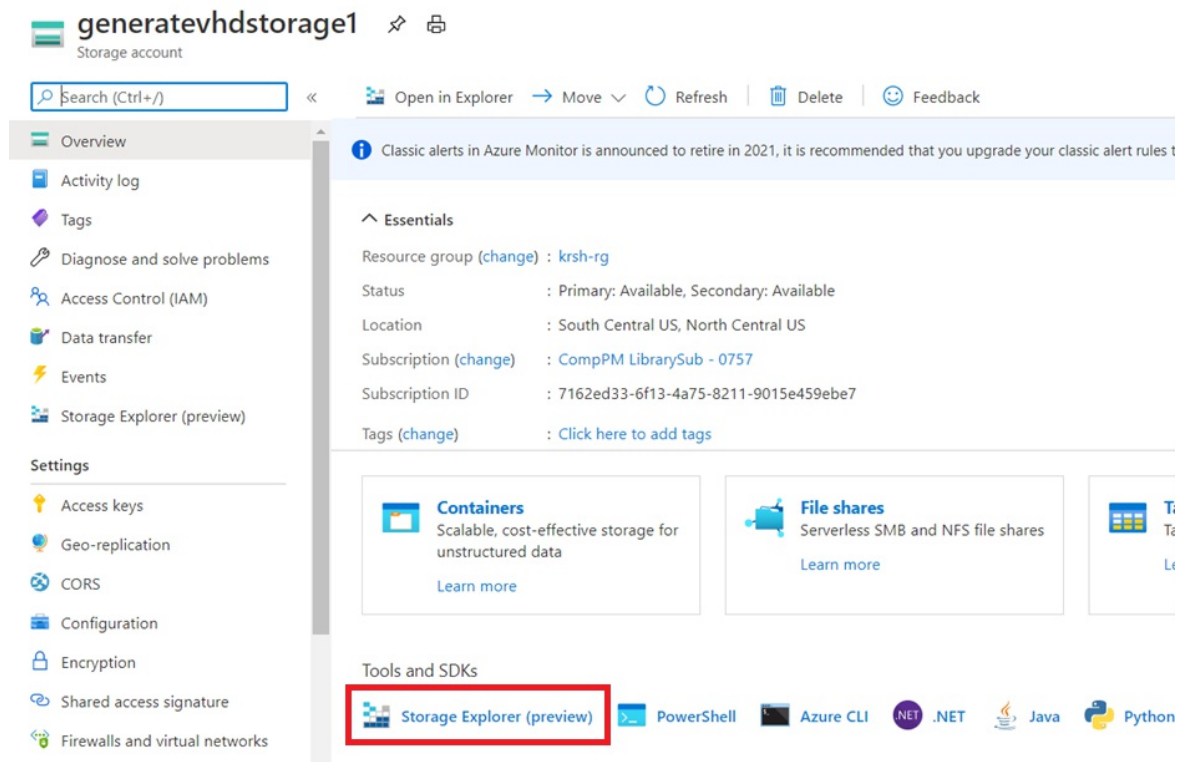 generatevhdstorage1
Storage account
Search (Ctrl+/)
«
Open in Explorer
Move
Refresh
Delete
Feedback
Overview
Activity log
Tags
Diagnose and solve problems
Access Control (IAM)
Data transfer
Events
Storage Explorer (preview)
Settings
Access keys
Geo-replication
CORS
Configuration
Encryption
Shared access signature
Firewalls and virtual networks
Classic alerts in Azure Monitor is announced to retire in 2021, it is recommended that you upgrade your classic alert rules
Essentials
Resource group (change) : krsh-rg
Status : Primary: Available, Secondary: Available
Location : South Central US, North Central US
Subscription (change) : CompPM LibrarySub - 0757
Subscription ID : 7162ed33-6f13-4a75-8211-9015e459ebe7
Tags (change) : Click here to add tags
Containers
Scalable, cost-effective storage for
unstructured data
Learn more
File shares
Serverless SMB and NFS file shares
Learn more
Tools and SDKs
Storage Explorer (preview)
PowerShell
Azure CLI
.NET
.NET
Java
Python